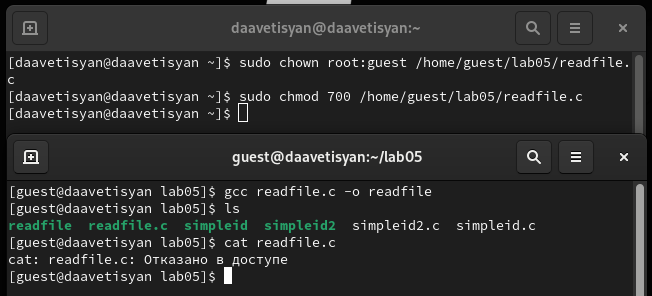 daavetisyan@daavetisyan:~
[daavetisyan@daavetisyan ~]$ sudo chown root:guest /home/guest/lab05/readfile.
c
[daavetisyan@daavetisyan ~]$ sudo chmod 700 /home/guest/lab05/readfile.c
[daavetisyan@daavetisyan ~]$
guest@daavetisyan:~/lab05
[guest@daavetisyan lab05]$ gcc readfile.c -o readfile
[guest@daavetisyan lab05]$ ls
readfile  readfile.c  simpleid  simpleid2  simpleid2.c  simpleid.c
[guest@daavetisyan lab05]$ cat readfile.c
cat: readfile.c: Отказано в доступе
[guest@daavetisyan lab05]$